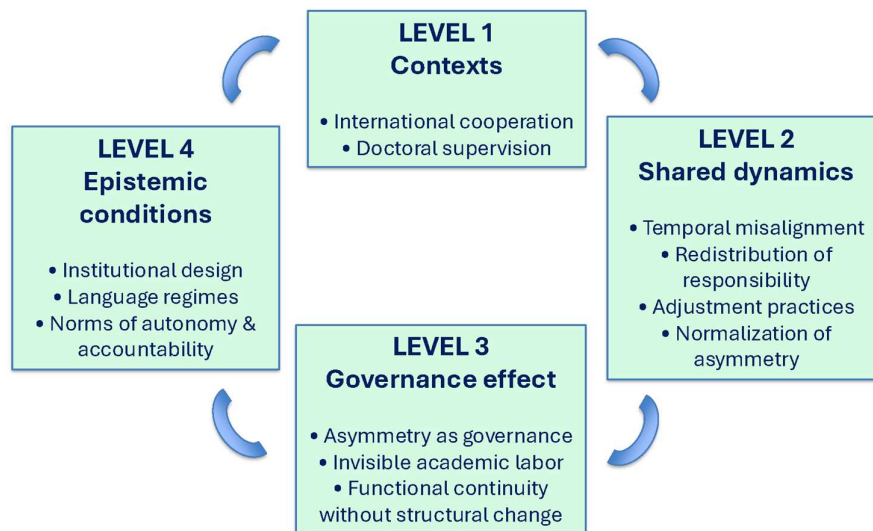 LEVEL 1
Contexts
• International cooperation
• Doctoral supervision
LEVEL 2
Shared dynamics
• Temporal misalignment
• Redistribution of
responsibility
• Adjustment practices
• Normalization of
asymmetry
LEVEL 3
Governance effect
• Asymmetry as governance
• Invisible academic labor
• Functional continuity
without structural change
LEVEL 4
Epistemic
conditions
• Institutional design
• Language regimes
• Norms of autonomy &
accountability